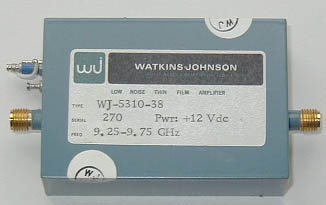 WJ
wj
WATKINS-JOHNSON
LOW NOISE THIN FILM AMPLIFIER
TYPE WJ-5310-38
SERIAL 270 Pwr: +12 Vdc
FREQ 9.25-9.75 GHz